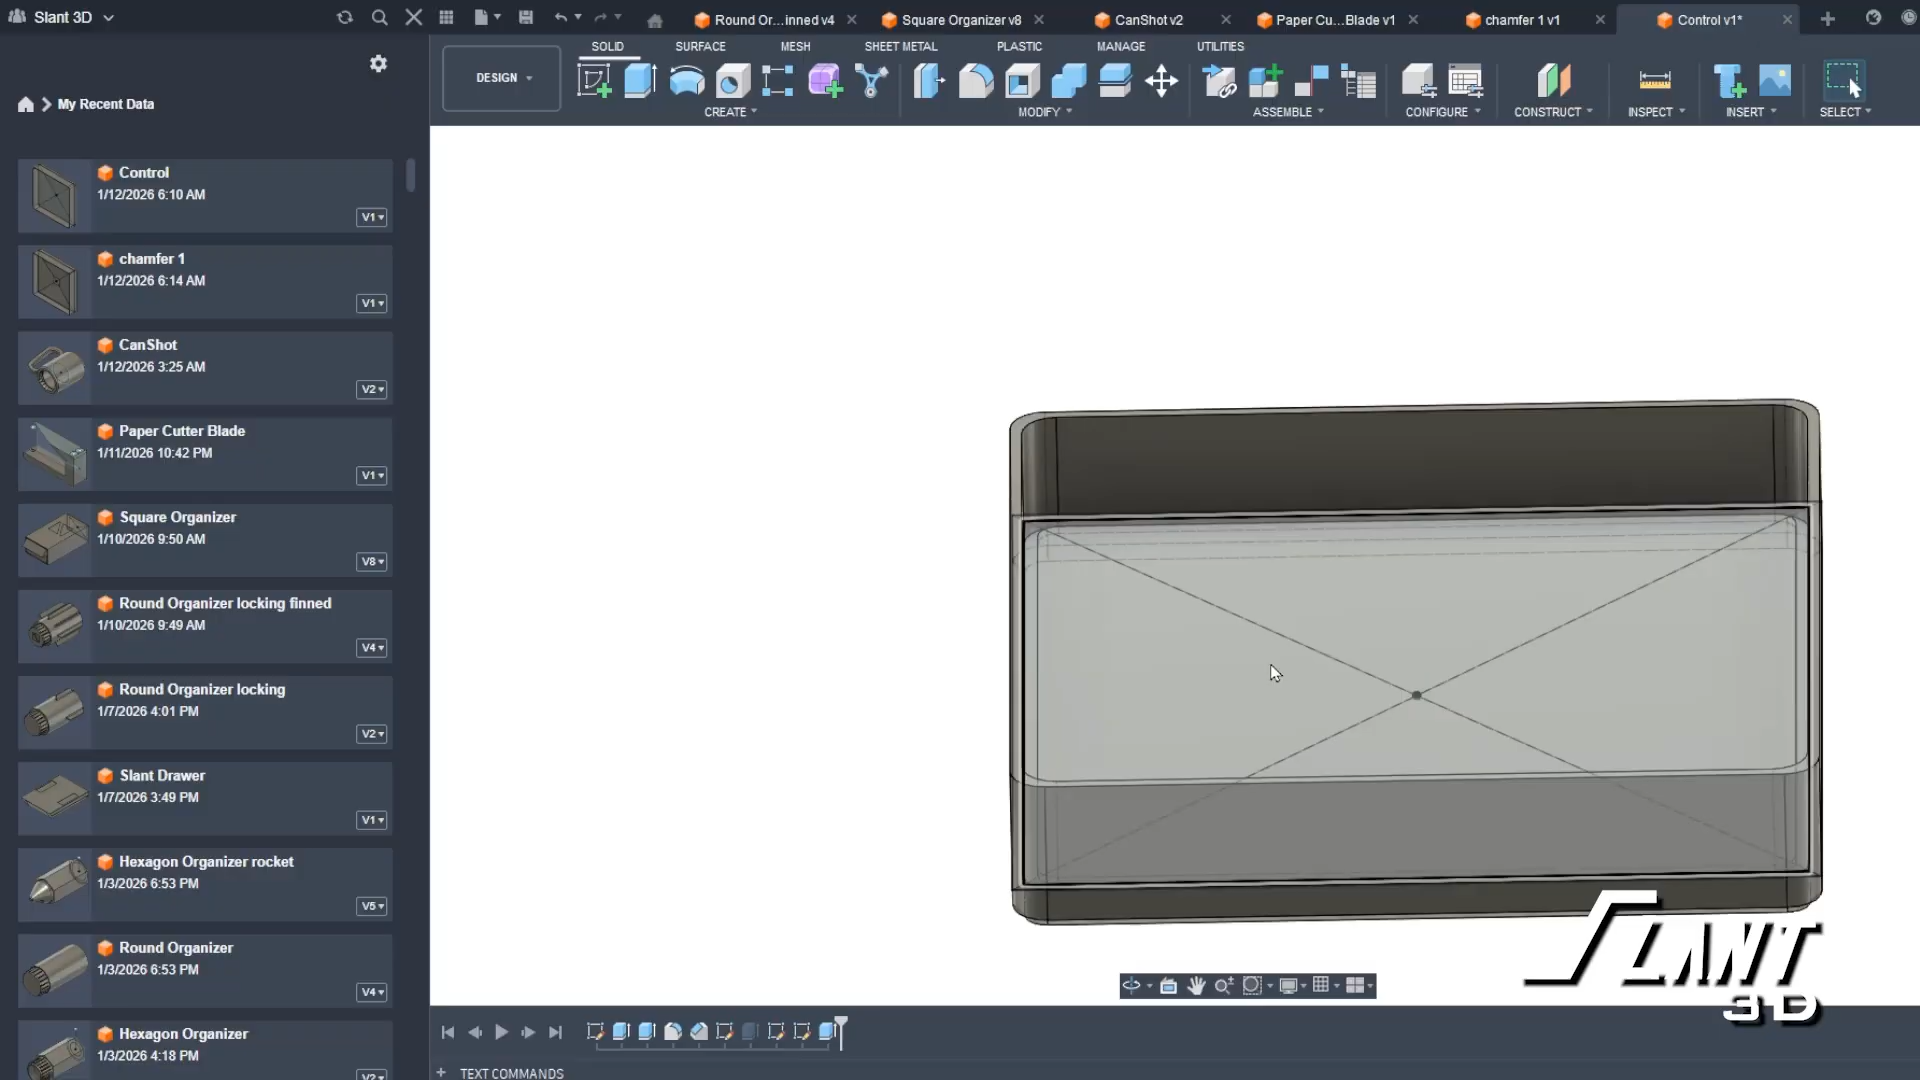 Slant 3D
Round Or...inned v4
Square Organizer v8
CanShot v2
Paper Cu...Blade v1
chamfer 1 v1
Control v1*
DESIGN
SOLID
SURFACE
MESH
SHEET METAL
PLASTIC
MANAGE
UTILITIES
CREATE
MODIFY
ASSEMBLE
CONFIGURE
CONSTRUCT
INSPECT
INSERT
SELECT
My Recent Data
Control
1/12/2026 6:10 AM
V1
chamfer 1
1/12/2026 6:14 AM
V1
CanShot
1/12/2026 3:25 AM
V2
Paper Cutter Blade
1/11/2026 10:42 PM
V1
Square Organizer
1/10/2026 9:50 AM
V8
Round Organizer locking finned
1/10/2026 9:49 AM
V4
Round Organizer locking
1/7/2026 4:01 PM
V2
Slant Drawer
1/7/2026 3:49 PM
V1
Hexagon Organizer rocket
1/3/2026 6:53 PM
V5
Round Organizer
1/3/2026 6:53 PM
V4
Hexagon Organizer
1/3/2026 4:18 PM
V2
TEXT COMMANDS
SLANT
3D